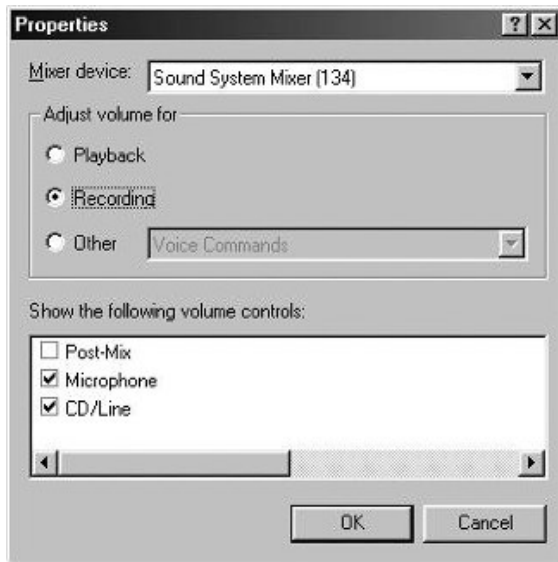 Properties
Mixer device: Sound System Mixer (134)
Adjust volume for
Playback
Recording
Other Voice Commands
Show the following volume controls:
Post-Mix
Microphone
CD/Line
OK Cancel